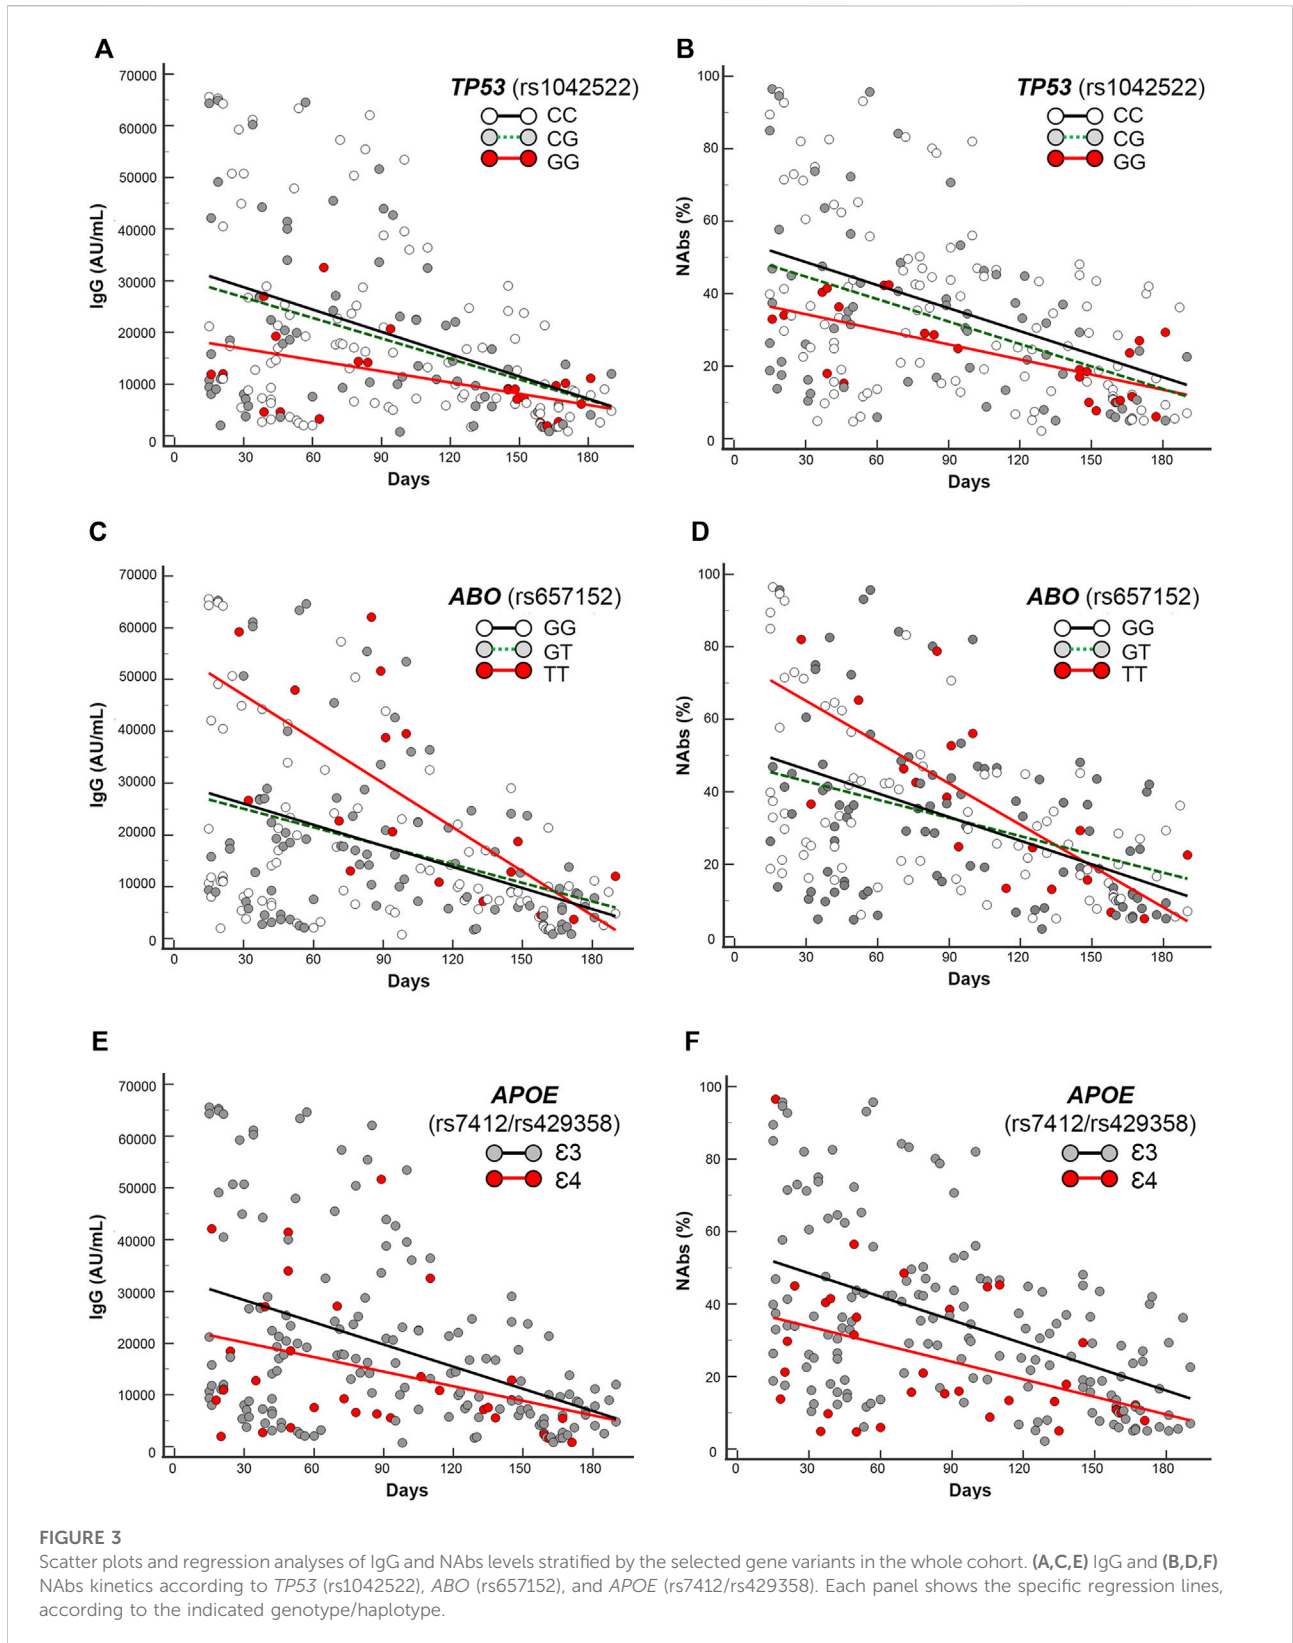 A
70000
60000
50000
40000
30000
20000
10000
0
IgG (AU/mL)
0 30 60 90 120 150 180
Days
TP53 (rs1042522)
CC
CG
GG
B
100
80
60
40
20
0
NAbs (%)
0 30 60 90 120 150 180
Days
TP53 (rs1042522)
CC
CG
GG
C
70000
60000
50000
40000
30000
20000
10000
0
IgG (AU/mL)
0 30 60 90 120 150 180
Days
ABO (rs657152)
GG
GT
TT
D
100
80
60
40
20
0
NAbs (%)
0 30 60 90 120 150 180
Days
ABO (rs657152)
GG
GT
TT
E
70000
60000
50000
40000
30000
20000
10000
0
IgG (AU/mL)
0 30 60 90 120 150 180
Days
APOE
(rs7412/rs429358)
Ɛ3
Ɛ4
F
100
80
60
40
20
0
NAbs (%)
0 30 60 90 120 150 180
Days
APOE
(rs7412/rs429358)
Ɛ3
Ɛ4
FIGURE 3
Scatter plots and regression analyses of IgG and NAbs levels stratified by the selected gene variants in the whole cohort. (A,C,E) IgG and (B,D,F)
NAbs kinetics according to TP53 (rs1042522), ABO (rs657152), and APOE (rs7412/rs429358). Each panel shows the specific regression lines,
according to the indicated genotype/haplotype.